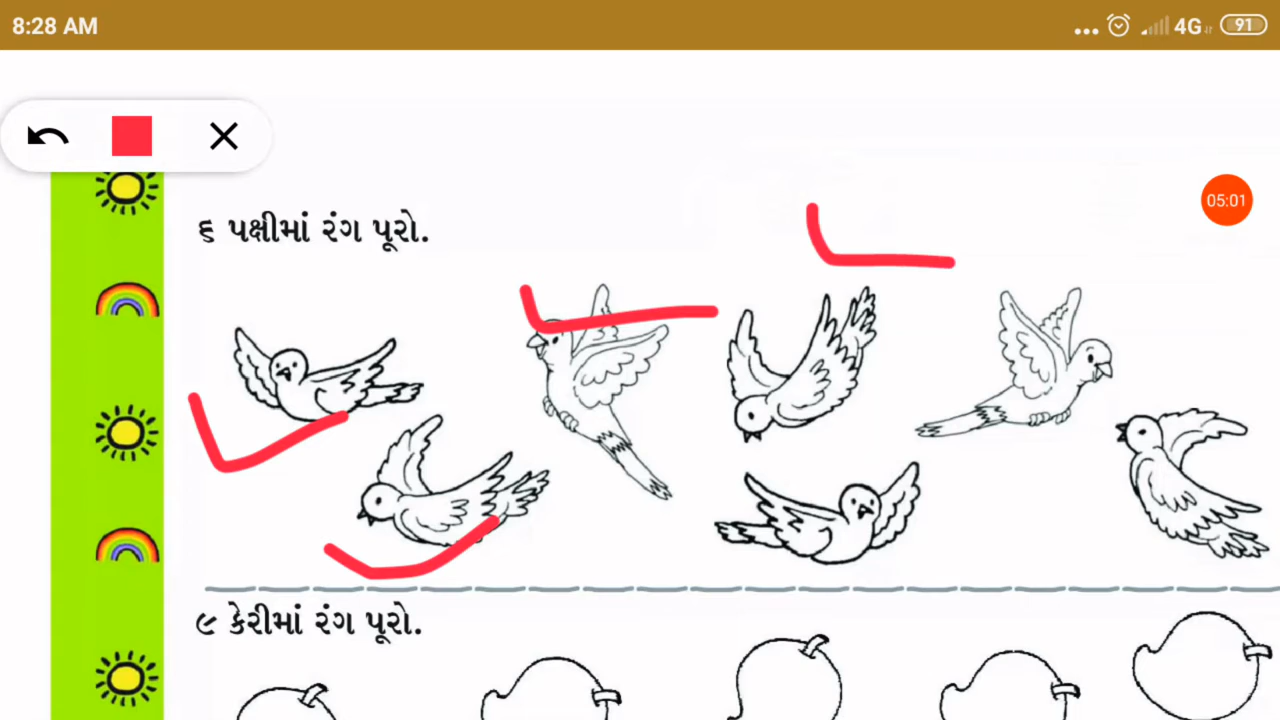 8:28 AM
4G
91
05:01
૬ પક્ષીમાં રંગ પૂરો.
૯ કેરીમાં રંગ પૂરો.